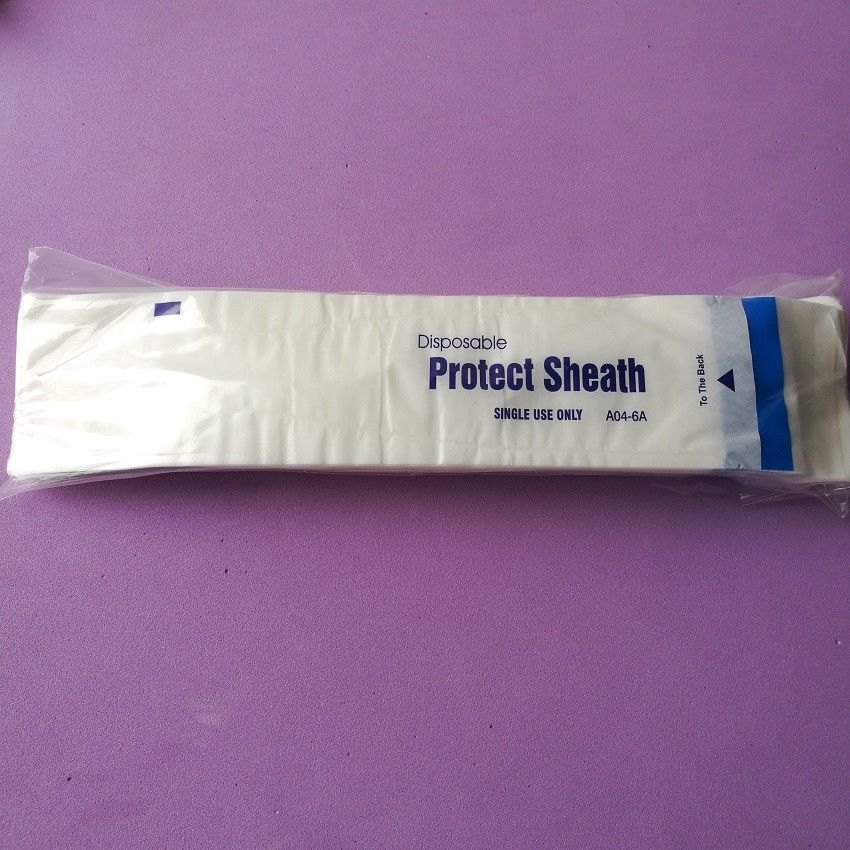 Disposable
Protect Sheath
SINGLE USE ONLY A04-6A
To The Back